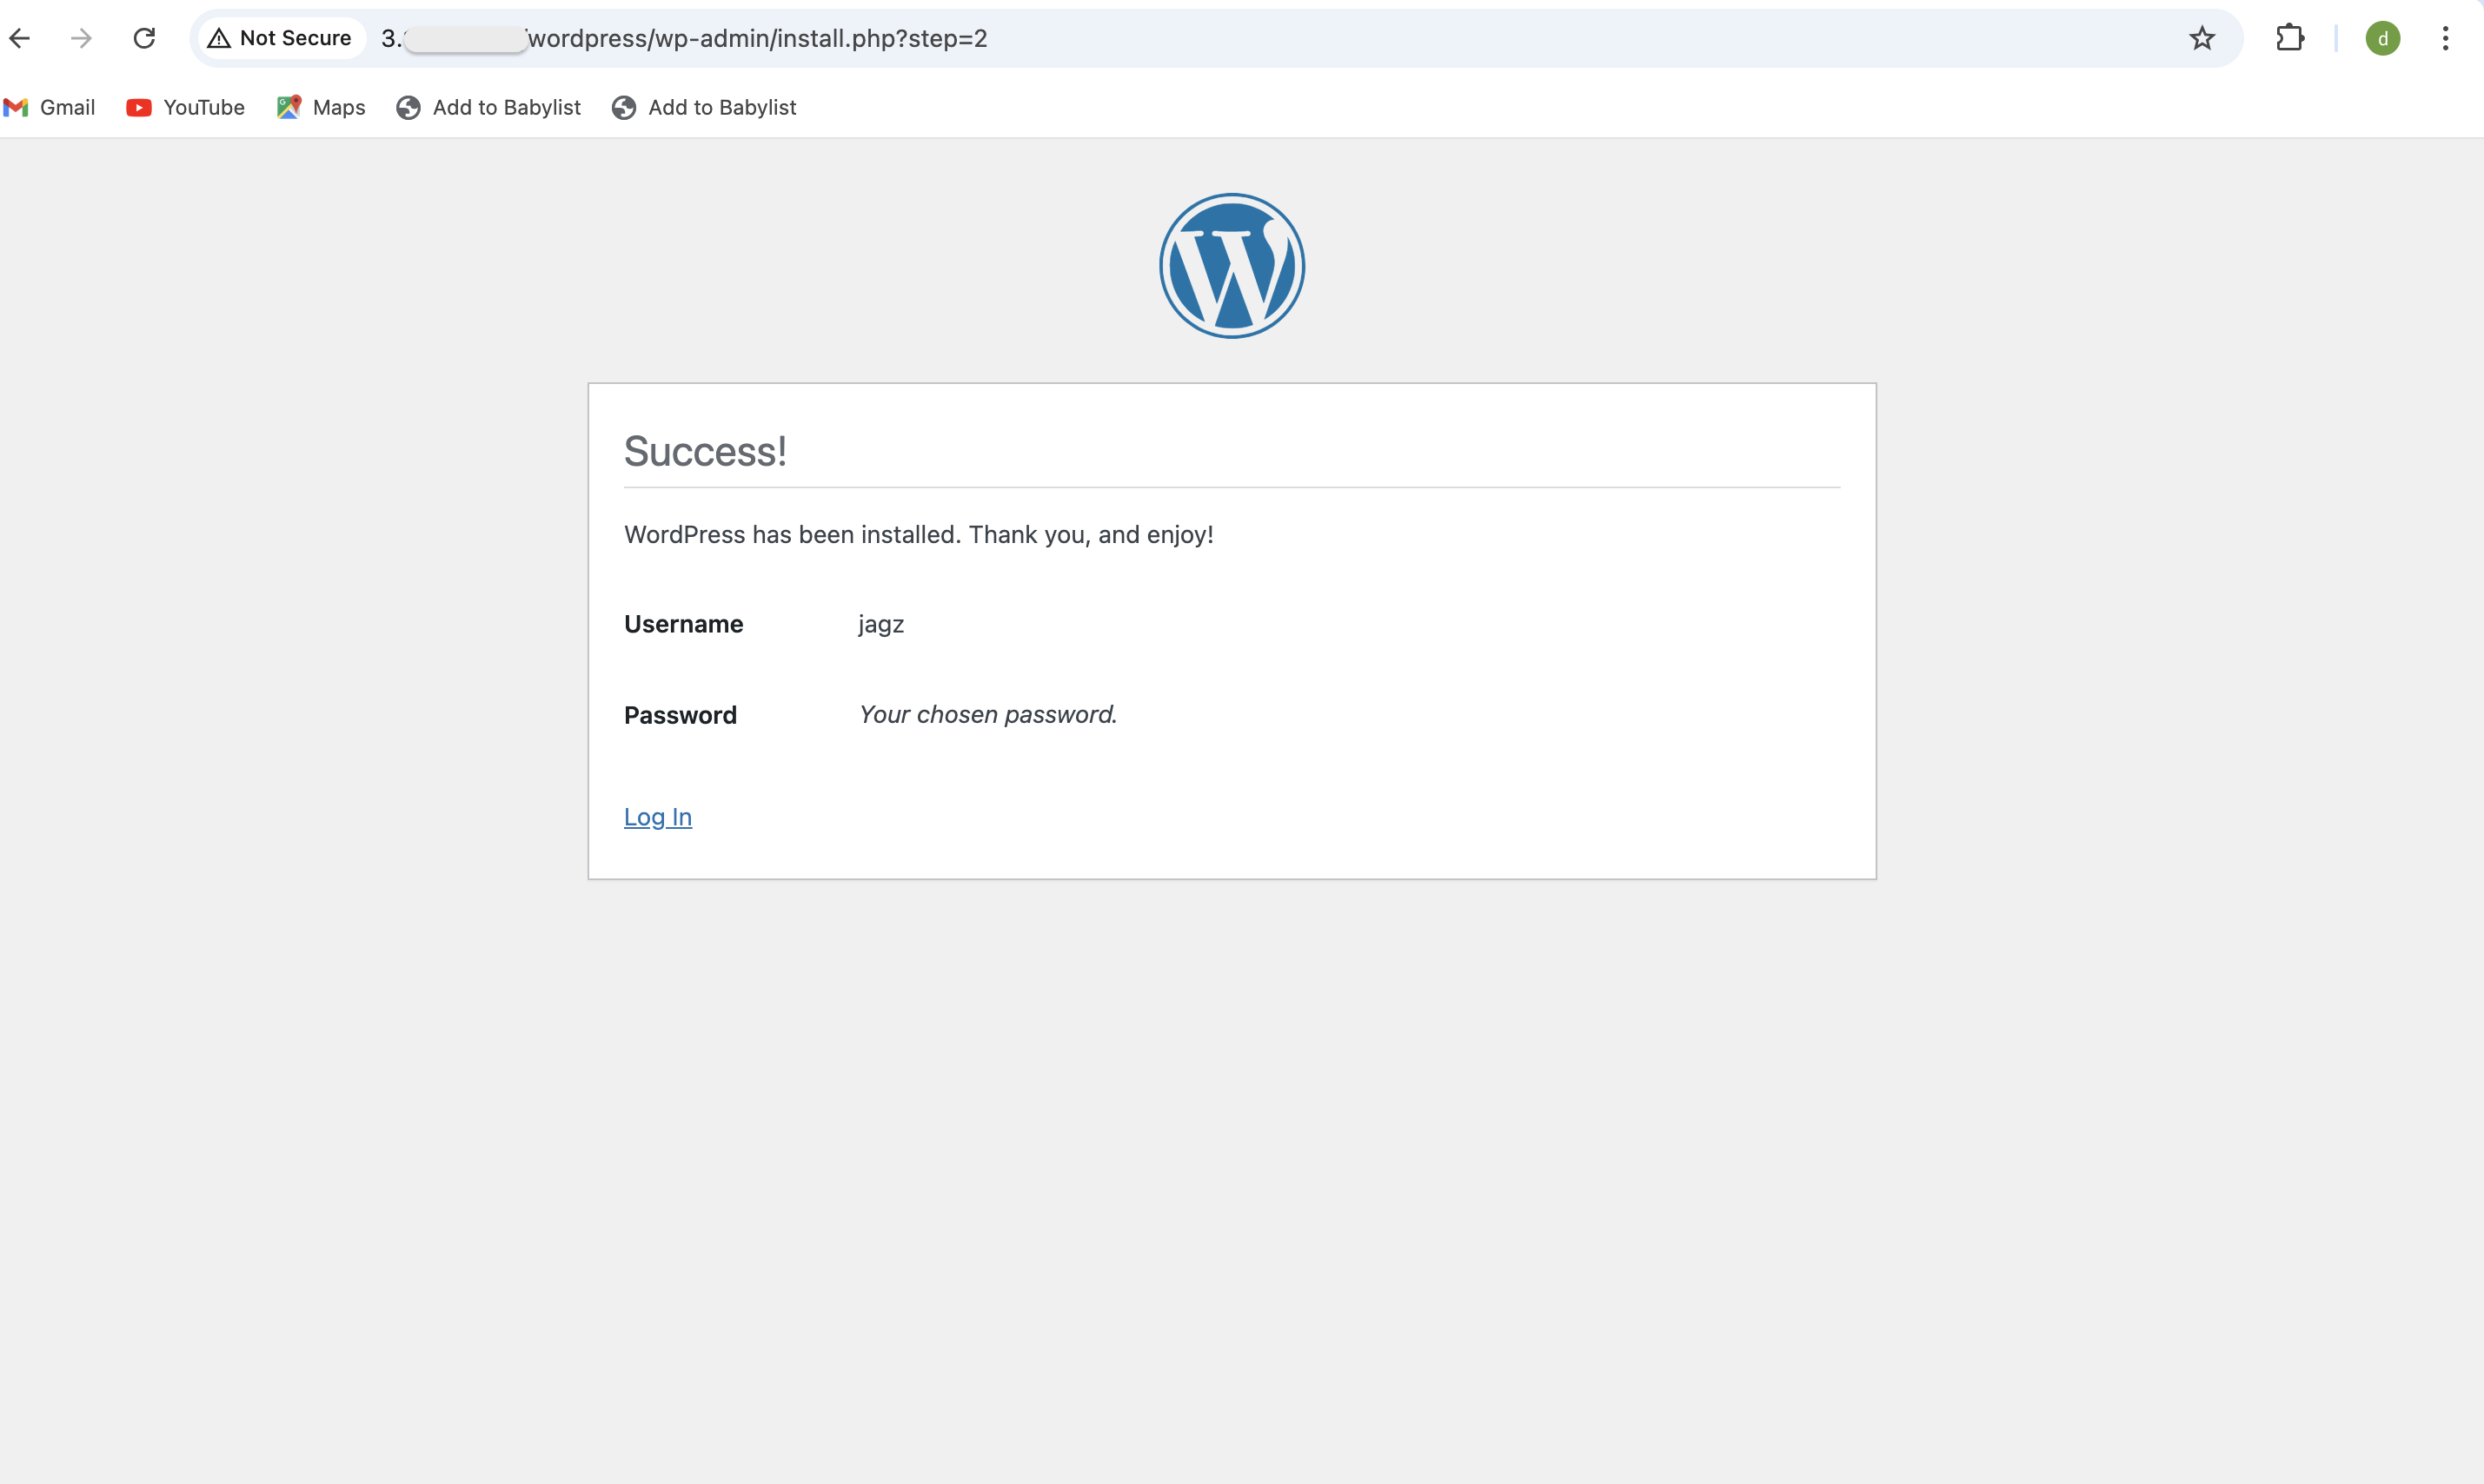 Not Secure 3. /wordpress/wp-admin/install.php?step=2 d
Gmail YouTube Maps Add to Babylist Add to Babylist
W
Success!
WordPress has been installed. Thank you, and enjoy!
Username jagz
Password Your chosen password.
Log In